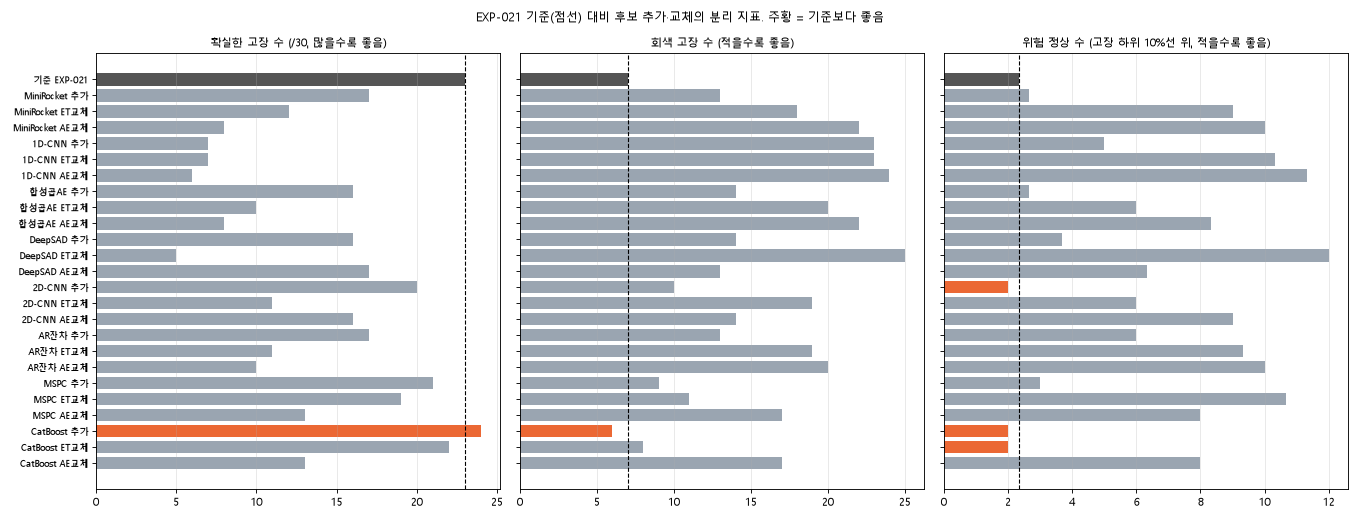 EXP-021 기준(점선) 대비 후보 추가·교체의 분리 지표. 주황 = 기준보다 좋음
확실한 고장 수 (/30, 많을수록 좋음)
기준 EXP-021
MiniRocket 추가
MiniRocket ET교체
MiniRocket AE교체
1D-CNN 추가
1D-CNN ET교체
1D-CNN AE교체
합성곱AE 추가
합성곱AE ET교체
합성곱AE AE교체
DeepSAD 추가
DeepSAD ET교체
DeepSAD AE교체
2D-CNN 추가
2D-CNN ET교체
2D-CNN AE교체
AR잔차 추가
AR잔차 ET교체
AR잔차 AE교체
MSPC 추가
MSPC ET교체
MSPC AE교체
CatBoost 추가
CatBoost ET교체
CatBoost AE교체
0 5 10 15 20 25
회색 고장 수 (적을수록 좋음)
0 5 10 15 20 25
위험 정상 수 (고장 하위 10%선 위, 적을수록 좋음)
0 2 4 6 8 10 12